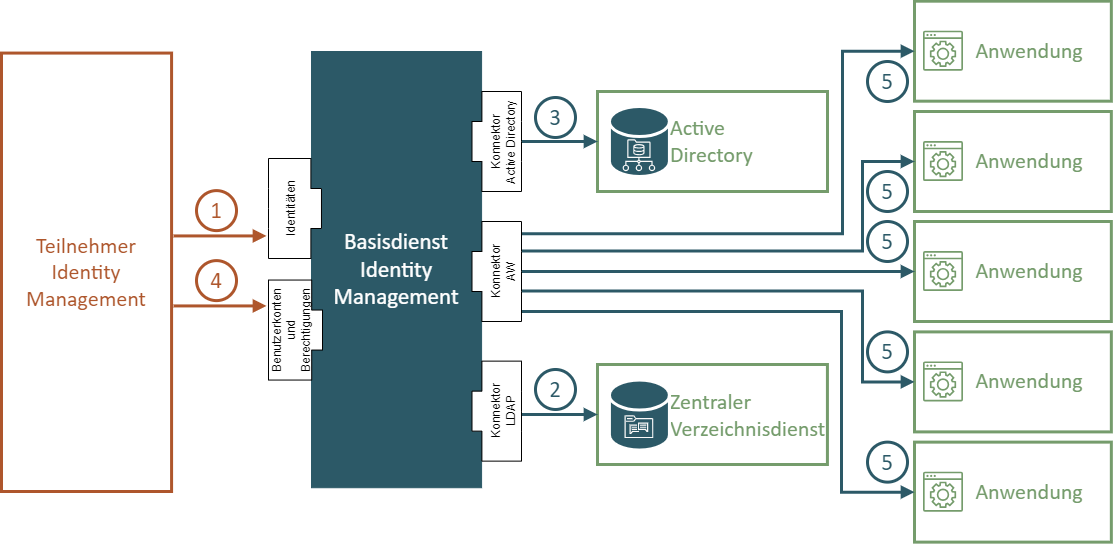 Teilnehmer
Identity
Management
1
4
Identitäten
Benutzerkonten
und
Berechtigungen
Basisdienst
Identity
Management
Konnektor
Active Directory
3
Active
Directory
Konnektor
AW
5
Anwendung
5
Anwendung
5
Anwendung
5
Anwendung
5
Anwendung
Konnektor
LDAP
2
Zentraler
Verzeichnisdienst